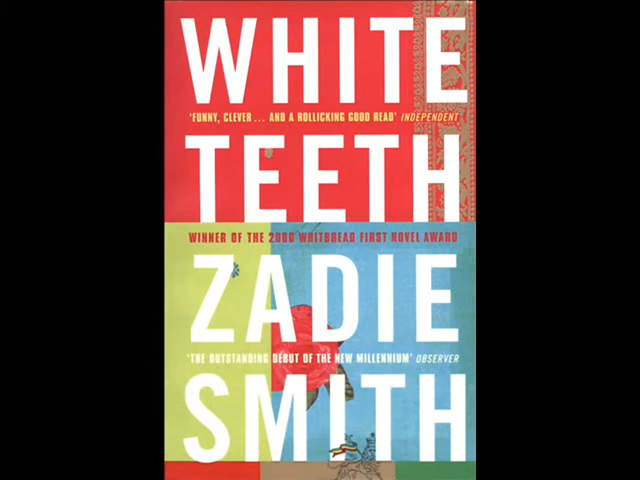 WHITE
'FUNNY, CLEVER ... AND A ROLLICKING GOOD READ' INDEPENDENT
TEETH
WINNER OF THE 2000 WHITBREAD FIRST NOVEL AWARD
ZADIE
'THE OUTSTANDING DEBUT OF THE NEW MILLENNIUM' OBSERVER
SMITH